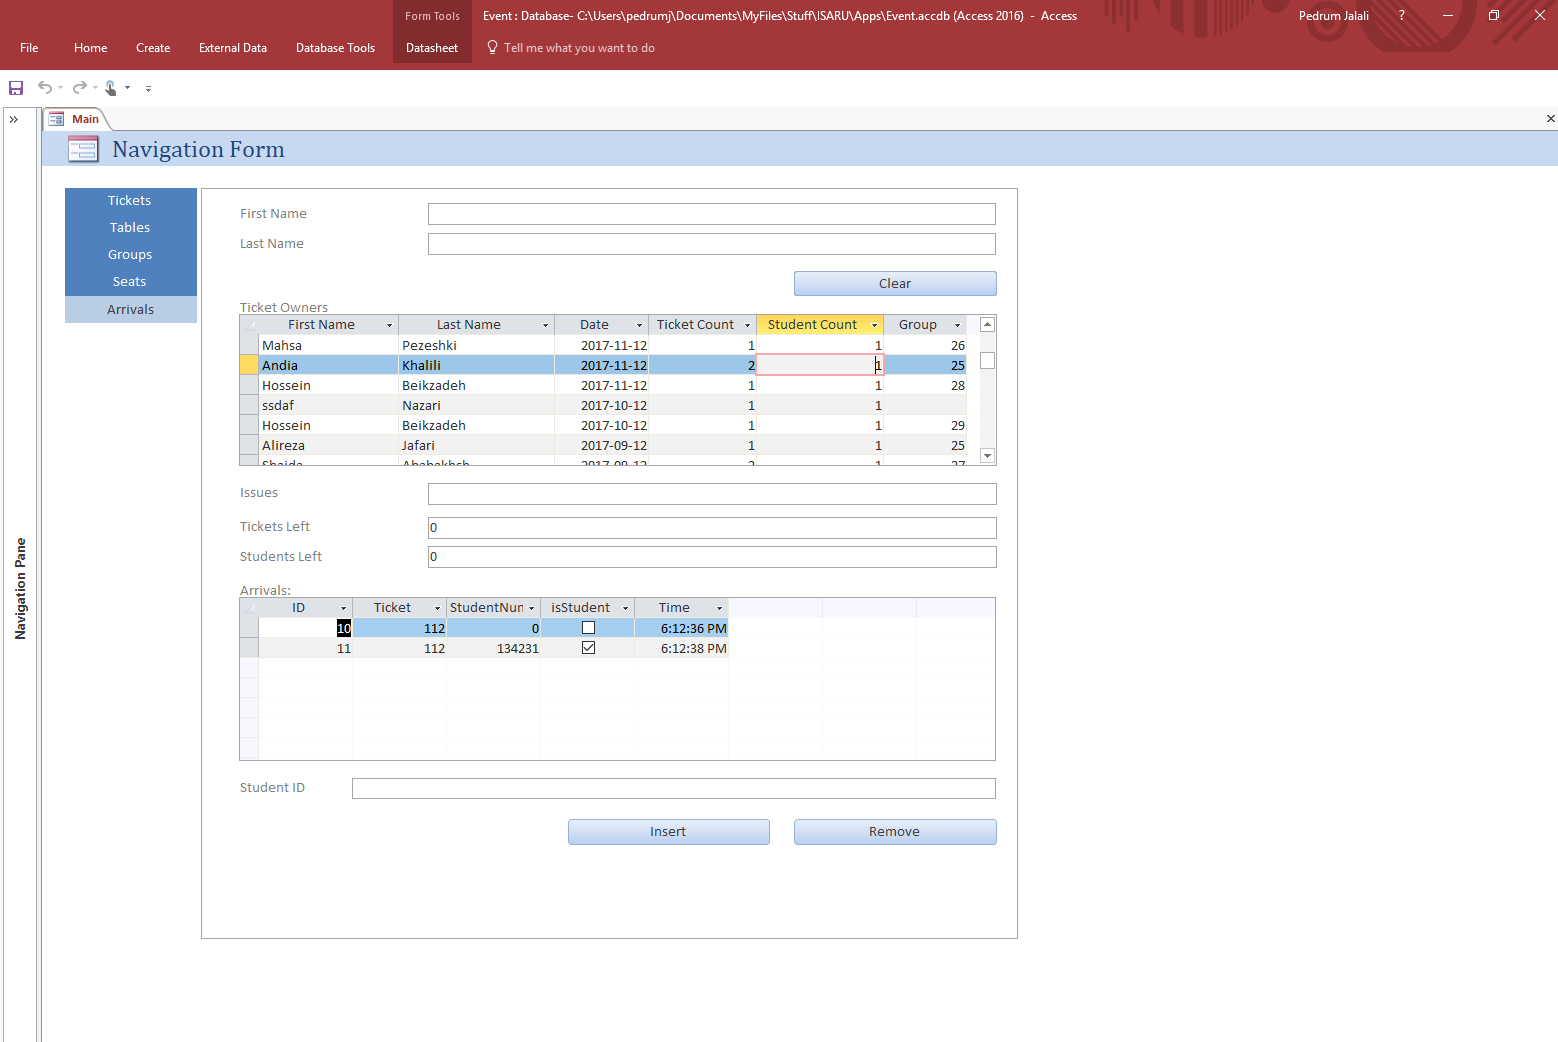 Form Tools
Event : Database- C:\Users\pedrumj\Documents\MyFiles\Stuff\ISARU\Apps\Event.accdb (Access 2016) - Access
Pedrum Jalali ?
File Home Create External Data Database Tools Datasheet Tell me what you want to do
Main
Navigation Form
Navigation Pane
Tickets
Tables
Groups
Seats
Arrivals
First Name
Last Name
Clear
Ticket Owners
First Name Last Name Date Ticket Count Student Count Group
Mahsa Pezeshki 2017-11-12 1 1 26
Andia Khalili 2017-11-12 2 1 25
Hossein Beikzadeh 2017-11-12 1 1 28
ssdaf Nazari 2017-10-12 1 1
Hossein Beikzadeh 2017-10-12 1 1 29
Alireza Jafari 2017-09-12 1 1 25
2017-09-12 2 1 27
Issues
Tickets Left 0
Students Left 0
Arrivals:
ID Ticket StudentNun isStudent Time
10 112 0 6:12:36 PM
11 112 134231 6:12:38 PM
Student ID
Insert Remove